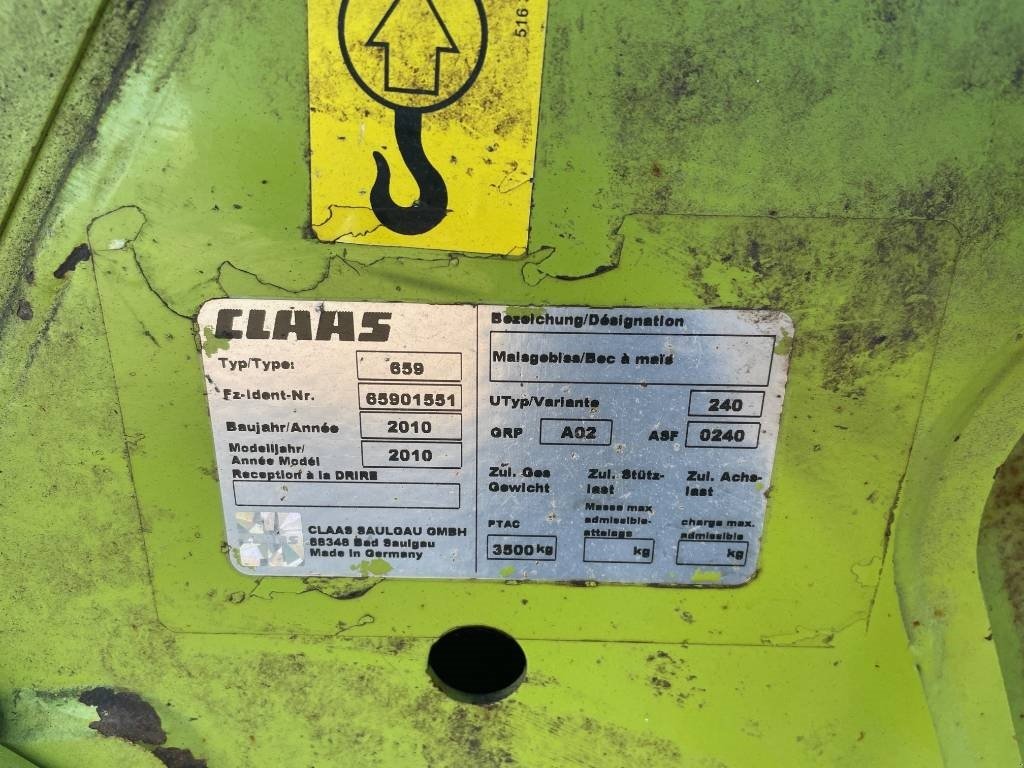 516
CLAAS
Typ/Type: 659
Fz-Ident-Nr. 65901551
Baujahr/Année 2010
Modelljahr/
Année Modèl 2010
Reception à la DRIRE
CLAAS SAULGAU GMBH
88348 Bad Saulgau
Made in Germany
Bezeichung/Désignation
Maisgebiss/Bec à maïs
UTyp/Variante 240
GRP A02 ASF 0240
Zul. Ges Gewicht
Zul. Stütz-last
Zul. Achs-last
PTAC
Masse max admissible-attelage
charge max. admissible
3500 kg kg kg